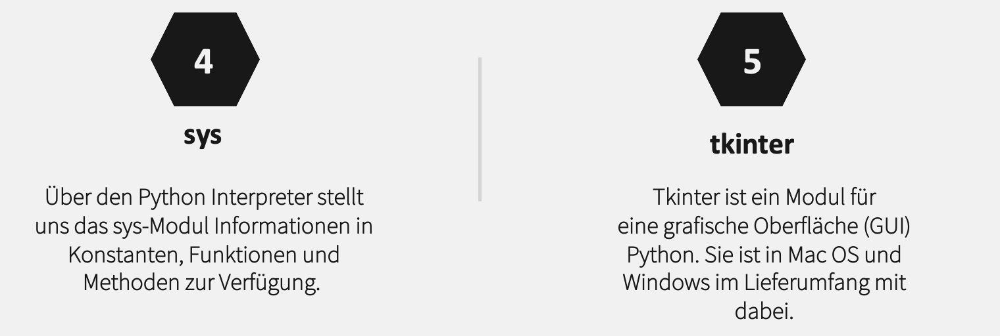 4
sys
Über den Python Interpreter stellt
uns das sys-Modul Informationen in
Konstanten, Funktionen und
Methoden zur Verfügung.
5
tkinter
Tkinter ist ein Modul für
eine grafische Oberfläche (GUI)
Python. Sie ist in Mac OS und
Windows im Lieferumfang mit
dabei.